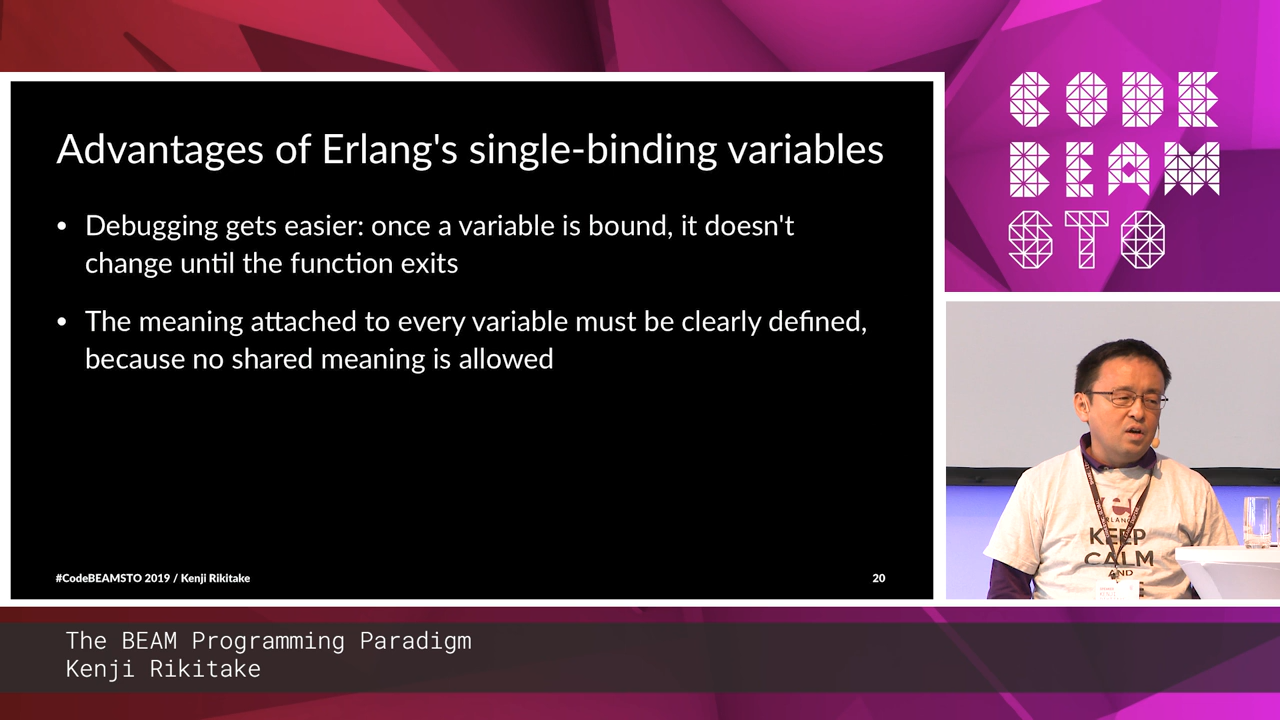 Advantages of Erlang's single-binding variables
• Debugging gets easier: once a variable is bound, it doesn't
change until the function exits
• The meaning attached to every variable must be clearly defined,
because no shared meaning is allowed
#CodeBEAMSTO 2019 / Kenji Rikitake
20
CODE
BEAM
STO
ERLANG
KEEP
CALM
AND
The BEAM Programming Paradigm
Kenji Rikitake